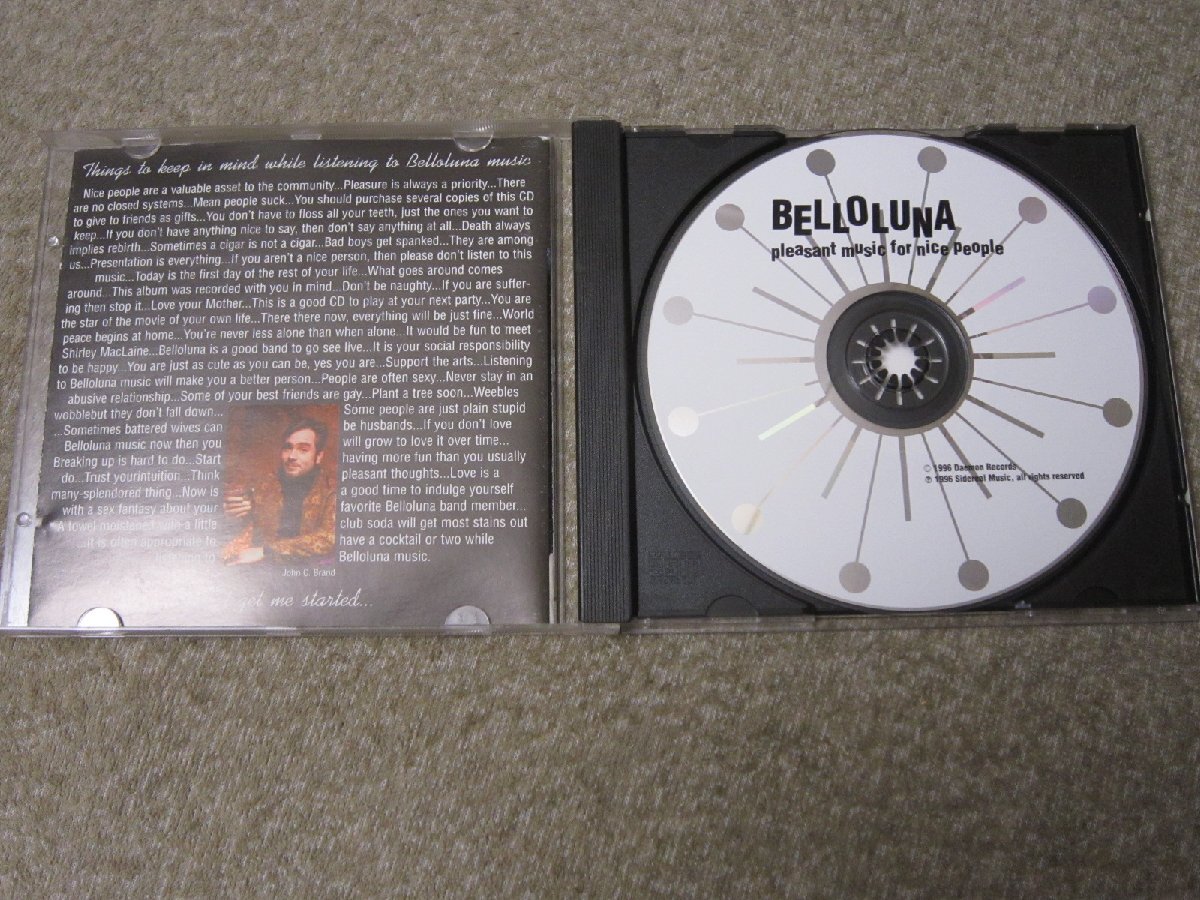 Things to keep in mind while listening to Belloluna music
Nice people are a valuable asset to the community...Pleasure is always a priority...There
are no closed systems...Mean people suck...You should purchase several copies of this CD
to give to friends as gifts...You don't have to floss all your teeth, just the ones you want to
keep...If you don't have anything nice to say, then don't say anything at all...Death always
implies rebirth...Sometimes a cigar is not a cigar...Bad boys get spanked...They are among
us...Presentation is everything...if you aren't a nice person, then please don't listen to this
music...Today is the first day of the rest of your life...What goes around comes
around...This album was recorded with you in mind...Don't be naughty...If you are suffer-
ing then stop it...Love your Mother...This is a good CD to play at your next party...You are
the star of the movie of your own life...There there now, everything will be just fine...World
peace begins at home...You're never less alone than when alone...It would be fun to meet
Shirley MacLaine...Belloluna is a good band to go see live...It is your social responsibility
to be happy...You are just as cute as you can be, yes you are...Support the arts...Listening
to Belloluna music will make you a better person...People are often sexy...Never stay in an
abusive relationship...Some of your best friends are gay...Plant a tree soon...Weebles
wobblebut they don't fall down... Some people are just plain stupid
...Sometimes battered wives can be husbands...If you don't love
Belloluna music now then you will grow to love it over time...
Breaking up is hard to do...Start having more fun than you usually
do...Trust yourintuition...Think pleasant thoughts...Love is a
many-splendored thing...Now is a good time to indulge yourself
with a sex fantasy about your favorite Belloluna band member...
A towel moistened with a little club soda will get most stains out
...It is often appropriate to have a cocktail or two while
listening to Belloluna music.
John C. Brand
get me started...
BELLOLUNA
pleasant music for nice people
© 1996 Daemon Records
℗ 1996 Sidereal Music, all rights reserved